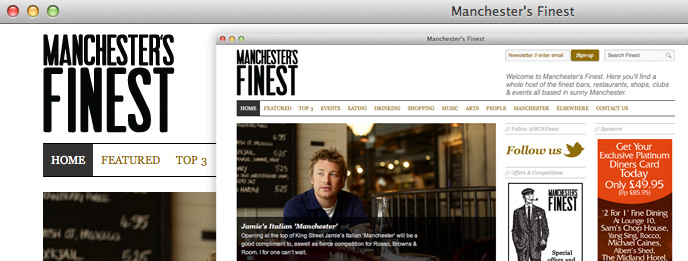 Manchester's Finest
MANCHESTER'S
FINEST
HOME FEATURED TOP 3
Manchester's Finest
MANCHESTER'S
FINEST
Newsletter // enter email Sign-up Search Finest
Welcome to Manchester's Finest. Here you'll find a
whole host of the finest bars, restaurants, shops, clubs
& events all based in sunny Manchester.
HOME FEATURED TOP 3 EVENTS EATING DRINKING SHOPPING MUSIC ARTS PEOPLE MANCHESTER ELSEWHERE CONTACT US
// Follow @MCRFinest
Follow us
// Offers & Competitions
MANCHESTER'S
FINEST
Special
offers and
// Sponsors
Get Your
Exclusive Platinum
Diners Card
Today
Only £49.95
(rrp £85.95)
'2 for 1' Fine Dining
At Lounge 10,
Sam's Chop House,
Yang Sing, Rocco,
Michael Caines,
Albert's Shed,
The Midland Hotel,
4.95
Jamie's Italian 'Manchester'
Opening at the top of King Street Jamie's Italian 'Manchester' will be a
good compliment to, aswell as fierce competition for Rosso, Browns &
Room. I for one can't wait.